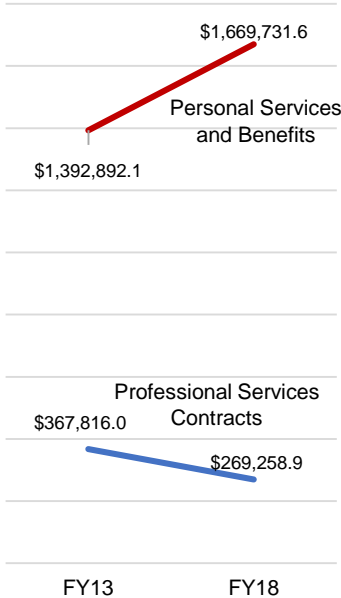 $1,669,731.6
Personal Services
and Benefits
$1,392,892.1
Professional Services
Contracts
$367,816.0
$269,258.9
FY13
FY18